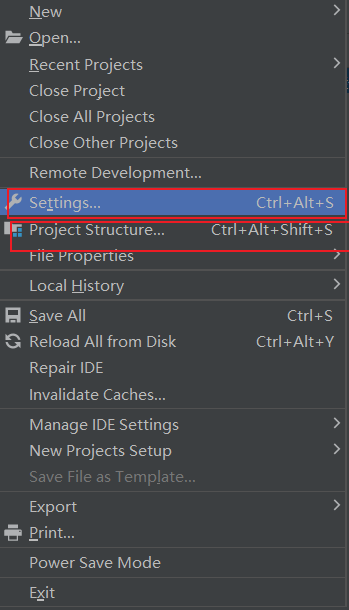 New
Open...
Recent Projects
Close Project
Close All Projects
Close Other Projects
Remote Development...
Settings... Ctrl+Alt+S
Project Structure... Ctrl+Alt+Shift+S
File Properties
Local History
Save All Ctrl+S
Reload All from Disk Ctrl+Alt+Y
Repair IDE
Invalidate Caches...
Manage IDE Settings
New Projects Setup
Save File as Template...
Export
Print...
Power Save Mode
Exit